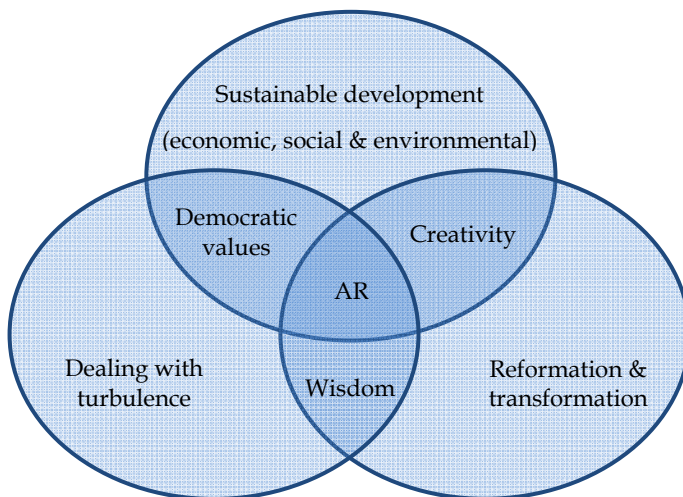 Sustainable development
(economic, social & environmental)
Democratic
values
Creativity
AR
Dealing with
turbulence
Wisdom
Reformation &
transformation